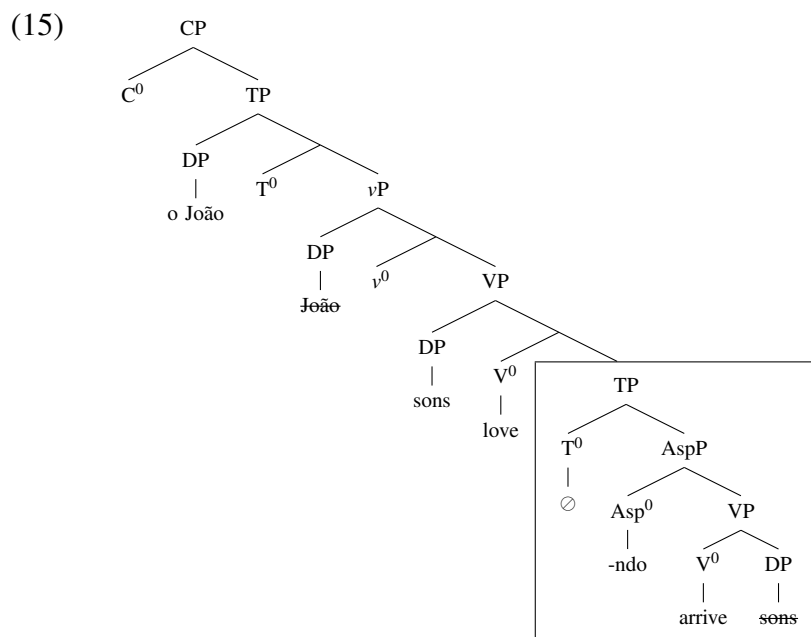 (15)
CP
C⁰ TP
DP T⁰ vP
o João
DP v⁰ VP
João
DP V⁰ TP
sons love
T⁰ AspP
∅ Asp⁰ VP
-ndo V⁰ DP
arrive sons